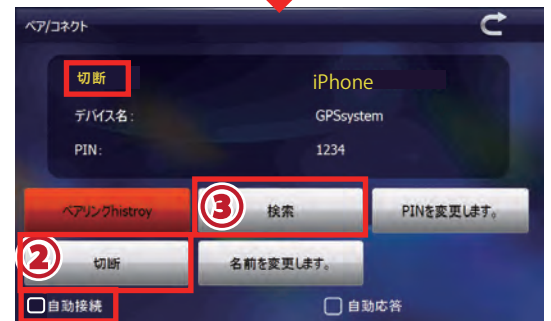 ペア/コネクト
切断 iPhone
デバイス名: GPSsystem
PIN: 1234
ペアリングhistroy ③ 検索 PINを変更します。
② 切断 名前を変更します。
自動接続 自動応答